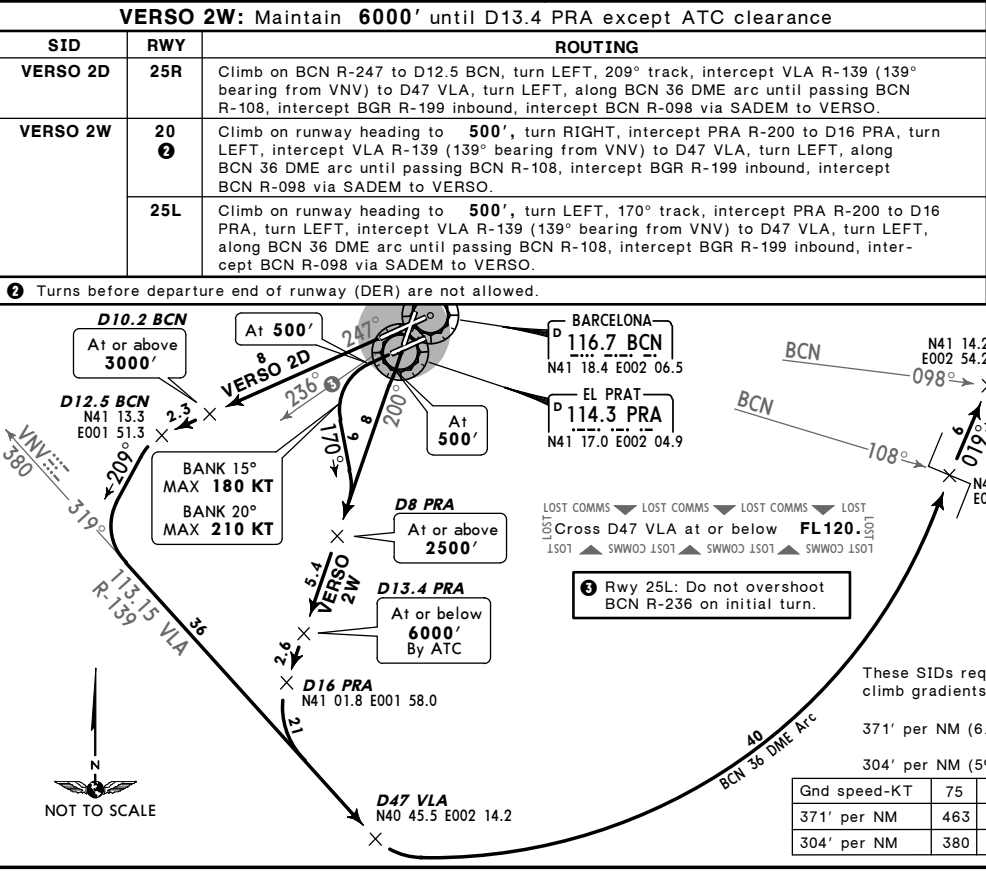 VERSO 2W: Maintain 6000' until D13.4 PRA except ATC clearance
SID RWY ROUTING
VERSO 2D 25R Climb on BCN R-247 to D12.5 BCN, turn LEFT, 209° track, intercept VLA R-139 (139°
bearing from VNV) to D47 VLA, turn LEFT, along BCN 36 DME arc until passing BCN
R-108, intercept BGR R-199 inbound, intercept BCN R-098 via SADEM to VERSO.
VERSO 2W 20 ❷ Climb on runway heading to 500', turn RIGHT, intercept PRA R-200 to D16 PRA, turn
LEFT, intercept VLA R-139 (139° bearing from VNV) to D47 VLA, turn LEFT, along
BCN 36 DME arc until passing BCN R-108, intercept BGR R-199 inbound, intercept
BCN R-098 via SADEM to VERSO.
25L Climb on runway heading to 500', turn LEFT, 170° track, intercept PRA R-200 to D16
PRA, turn LEFT, intercept VLA R-139 (139° bearing from VNV) to D47 VLA, turn LEFT,
along BCN 36 DME arc until passing BCN R-108, intercept BGR R-199 inbound, inter-
cept BCN R-098 via SADEM to VERSO.
❷ Turns before departure end of runway (DER) are not allowed.
D10.2 BCN
At or above
3000'
At 500'
247°
8
VERSO 2D
236° ❸
200°
D
BARCELONA
116.7 BCN
N41 18.4 E002 06.5
D
EL PRAT
114.3 PRA
N41 17.0 E002 04.9
BCN
098°
N41 14.2
E002 54.2
BCN
108°
6
019°
N4
E0
D12.5 BCN
N41 13.3
E001 51.3
2.3
209°
VNV
380
319°
113.15 VLA
R-139
36
BANK 15°
MAX 180 KT
BANK 20°
MAX 210 KT
170°
6
8
At
500'
D8 PRA
At or above
2500'
5.4
VERSO
2W
D13.4 PRA
At or below
6000'
By ATC
2.6
D16 PRA
N41 01.8 E001 58.0
21
LOST COMMS LOST COMMS LOST COMMS LOST
LOST Cross D47 VLA at or below FL120. LOST
LOST COMMS LOST COMMS LOST COMMS LOST
❸ Rwy 25L: Do not overshoot
BCN R-236 on initial turn.
N
NOT TO SCALE
D47 VLA
N40 45.5 E002 14.2
40
BCN 36 DME Arc
These SIDs req
climb gradients
371' per NM (6.
304' per NM (5%
Gnd speed-KT 75
371' per NM 463
304' per NM 380